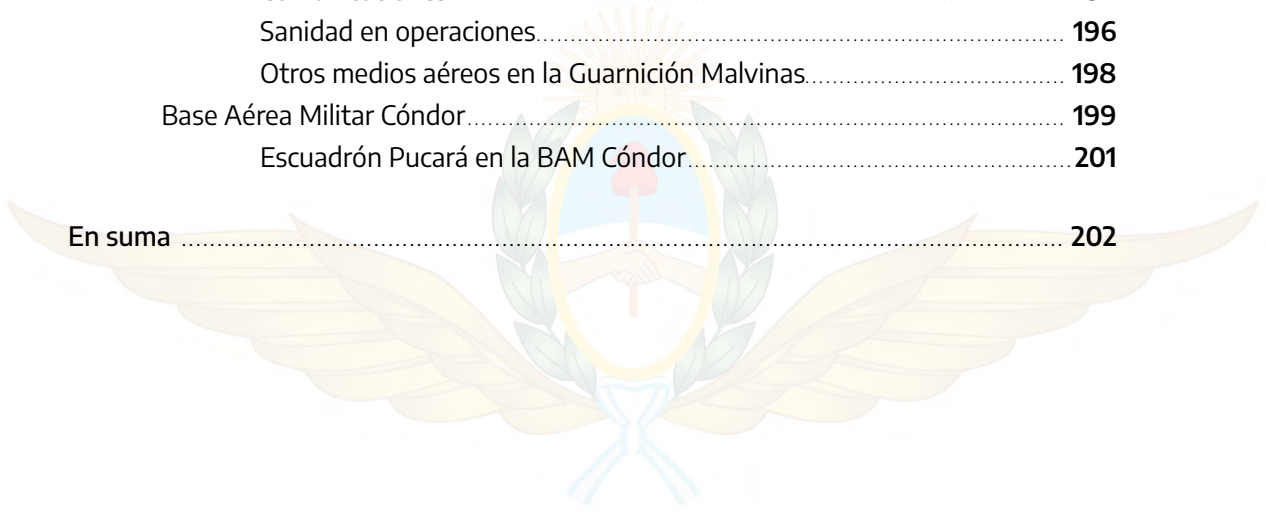 Sanidad en operaciones........ 196
Otros medios aéreos en la Guarnición Malvinas........ 198
Base Aérea Militar Cóndor........ 199
Escuadrón Pucará en la BAM Cóndor........ 201
En suma ........ 202